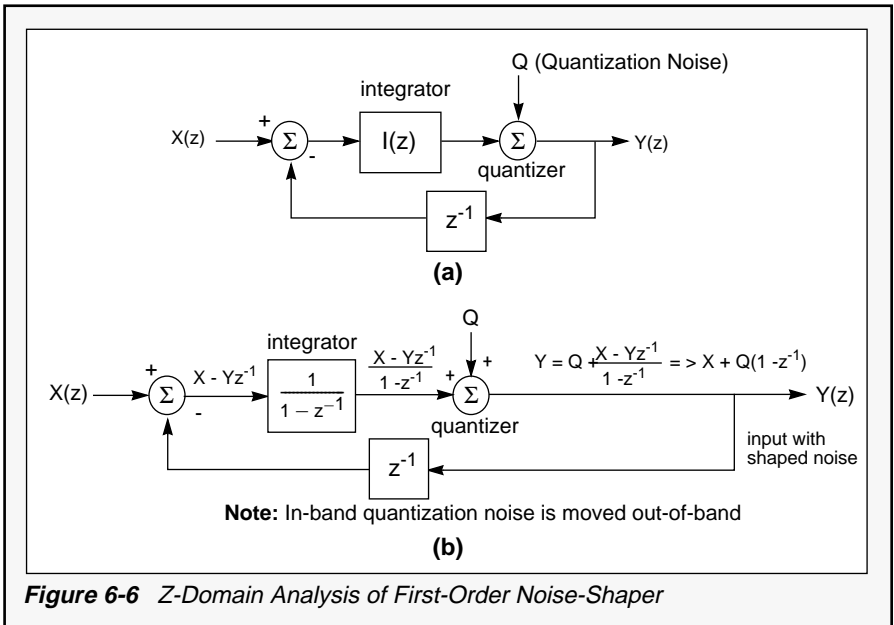 Q (Quantization Noise)
integrator
X(z)
+
Σ
-
I(z)
Σ
Y(z)
quantizer
z-1
(a)
Q
integrator
X(z)
+
Σ
-
X - Yz-1
1
1 − z−1
X - Yz-1
1 -z-1
+
+
Σ
quantizer
Y = Q + X - Yz-1 = > X + Q(1 -z-1)
1 -z-1
Y(z)
input with
shaped noise
z-1
Note: In-band quantization noise is moved out-of-band
(b)
Figure 6-6 Z-Domain Analysis of First-Order Noise-Shaper